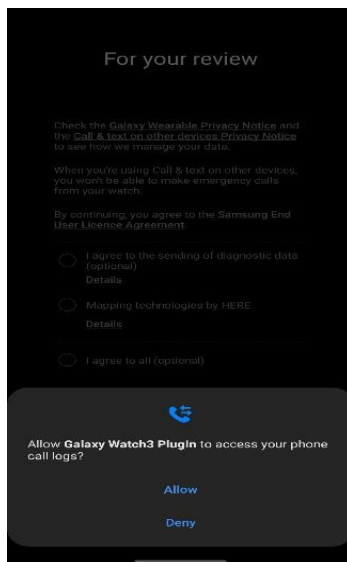 For your review
Check the Galaxy Wearable Privacy Notice and
the Call & text on other devices Privacy Notice
to see how we manage your data.
When you're using Call & text on other devices,
you won't be able to make emergency calls
from your watch.
By continuing, you agree to the Samsung End
User Licence Agreement.
I agree to the sending of diagnostic data
(optional)
Details
Mapping technologies by HERE
Details
I agree to all (optional)
Allow Galaxy Watch3 Plugin to access your phone
call logs?
Allow
Deny